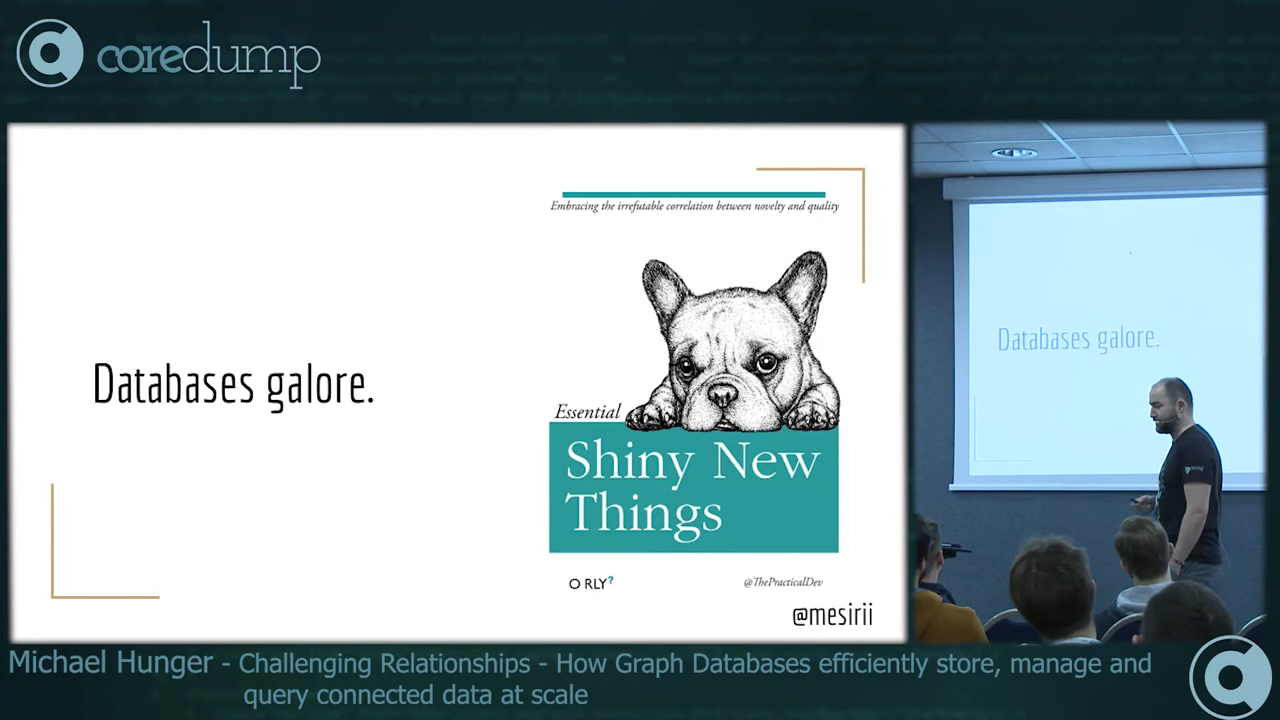 coredump
Embracing the irrefutable correlation between novelty and quality
Databases galore.
Essential
Shiny New
Things
O RLY?
@ThePracticalDev
@mesirii
Databases galore.
Michael Hunger - Challenging Relationships - How Graph Databases efficiently store, manage and
query connected data at scale